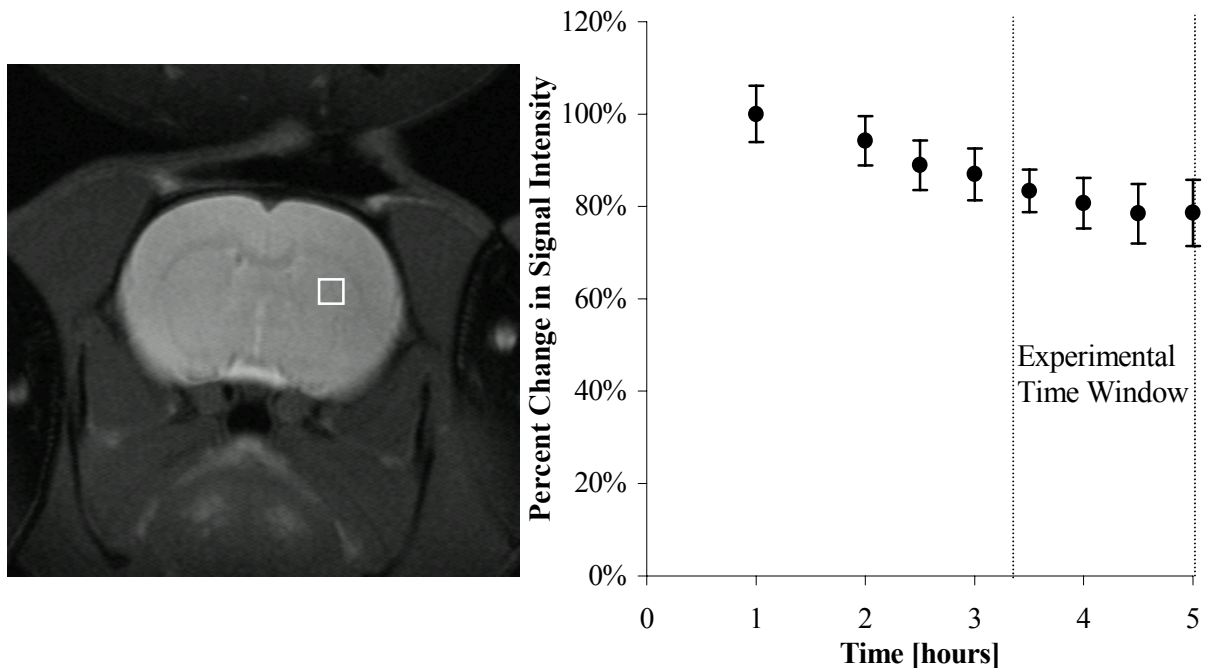 120%
100%
80%
60%
40%
20%
0%
Percent Change in Signal Intensity
Experimental
Time Window
0 1 2 3 4 5
Time [hours]